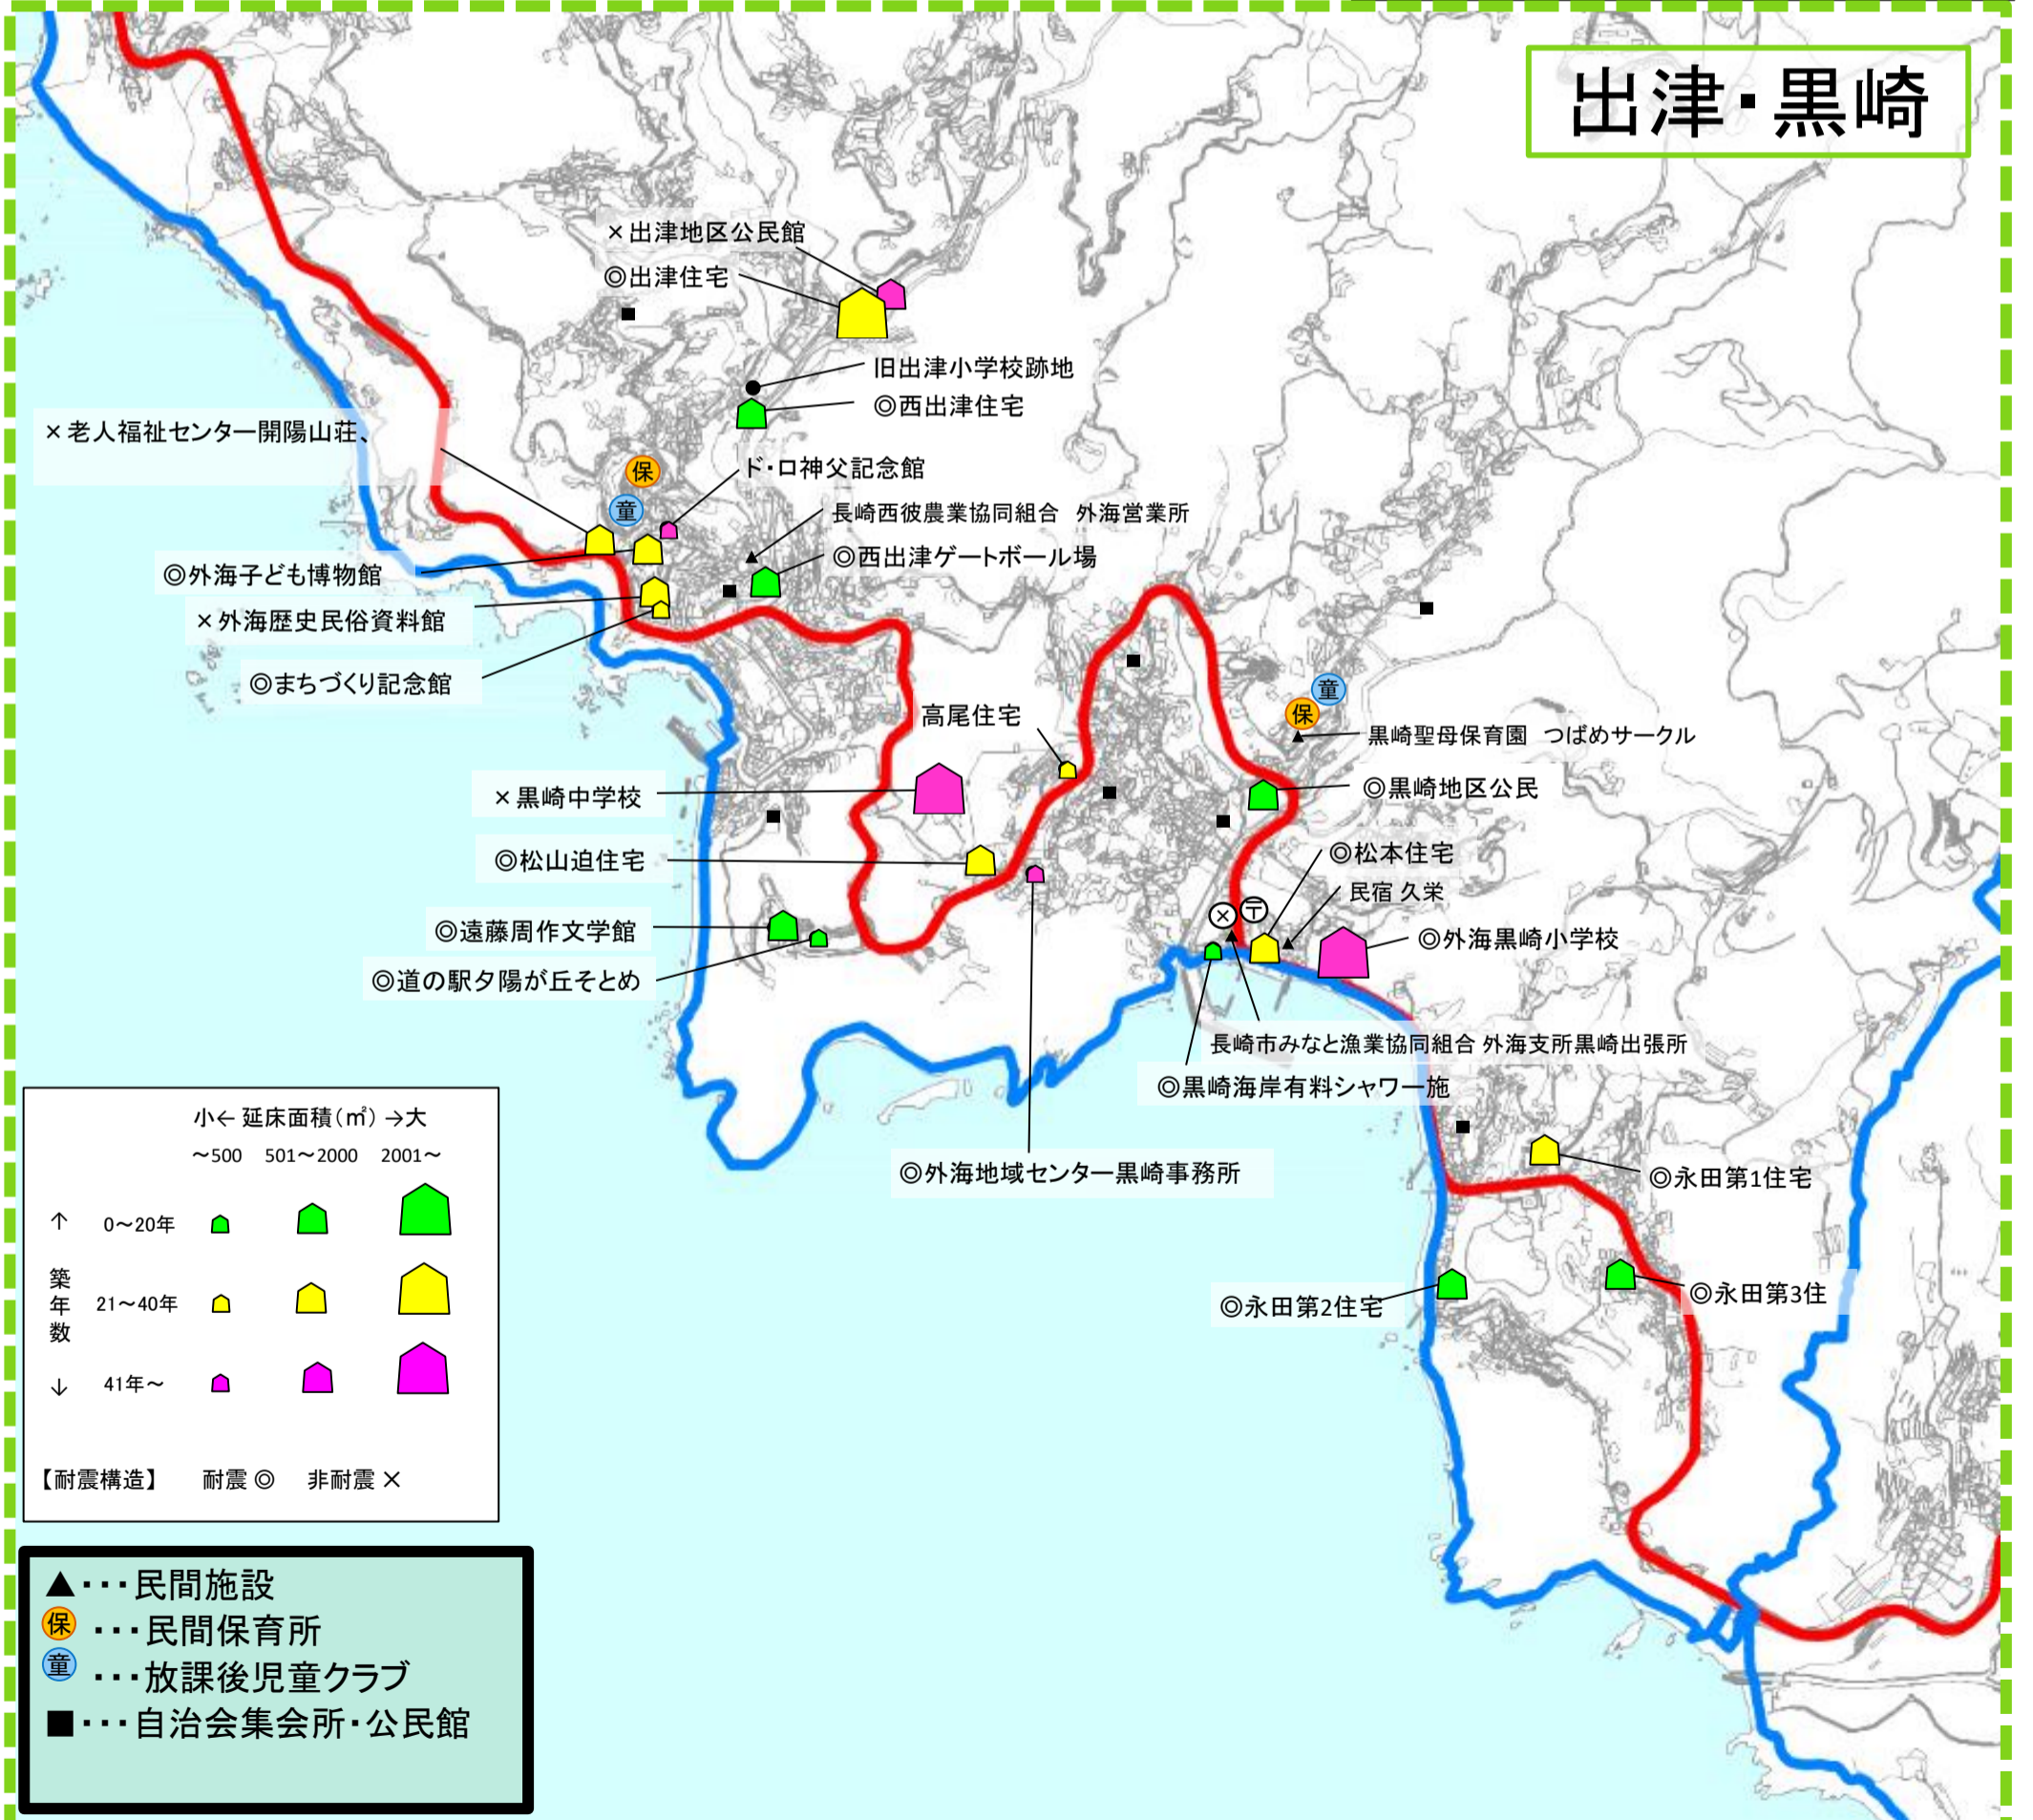 出津・黒崎
×出津地区公民館
◎出津住宅
旧出津小学校跡地
◎西出津住宅
×老人福祉センター開陽山荘、
保
童
ド・ロ神父記念館
長崎西彼農業協同組合 外海営業所
◎西出津ゲートボール場
◎外海子ども博物館
×外海歴史民俗資料館
◎まちづくり記念館
高尾住宅
童
保
黒崎聖母保育園 つばめサークル
×黒崎中学校
◎黒崎地区公民
◎松山迫住宅
◎松本住宅
民宿 久栄
〒
◎遠藤周作文学館
◎外海黒崎小学校
◎道の駅夕陽が丘そとめ
長崎市みなと漁業協同組合 外海支所黒崎出張所
◎黒崎海岸有料シャワー施
◎外海地域センター黒崎事務所
◎永田第1住宅
◎永田第2住宅
◎永田第3住
小← 延床面積(㎡) →大
～500 501～2000 2001～
↑ 0～20年
築年数 21～40年
↓ 41年～
【耐震構造】 耐震 ◎ 非耐震 ×
▲・・・民間施設
保 ・・・民間保育所
童 ・・・放課後児童クラブ
■・・・自治会集会所・公民館